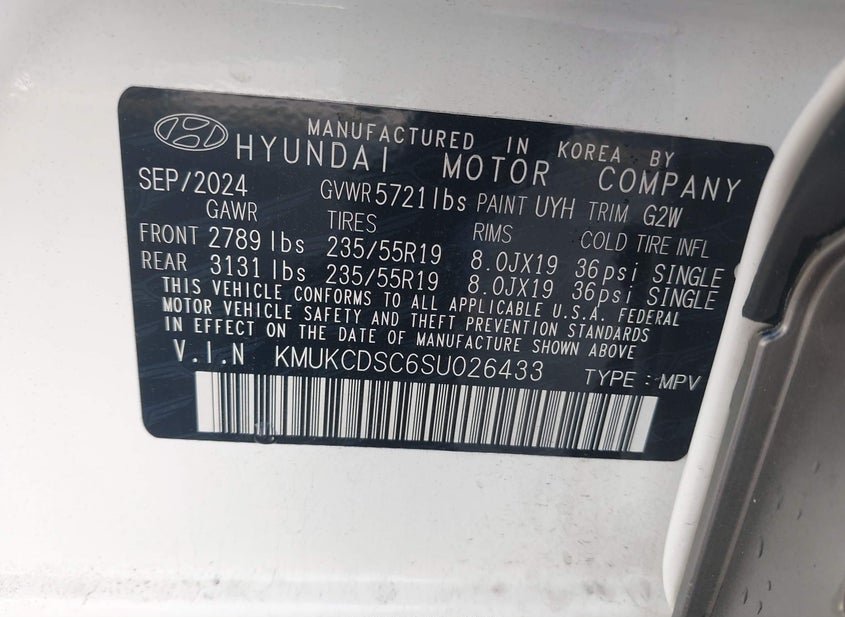 MANUFACTURED IN KOREA BY
HYUNDAI MOTOR COMPANY
SEP/2024 GVWR 5721 lbs PAINT UYH TRIM G2W
GAWR TIRES RIMS COLD TIRE INFL
FRONT 2789 lbs 235/55R19 8.0JX19 36psi SINGLE
REAR 3131 lbs 235/55R19 8.0JX19 36psi SINGLE
THIS VEHICLE CONFORMS TO ALL APPLICABLE U.S.A. FEDERAL
MOTOR VEHICLE SAFETY AND THEFT PREVENTION STANDARDS
IN EFFECT ON THE DATE OF MANUFACTURE SHOWN ABOVE
V.I.N KMUKCDSC6SU026433 TYPE : MPV